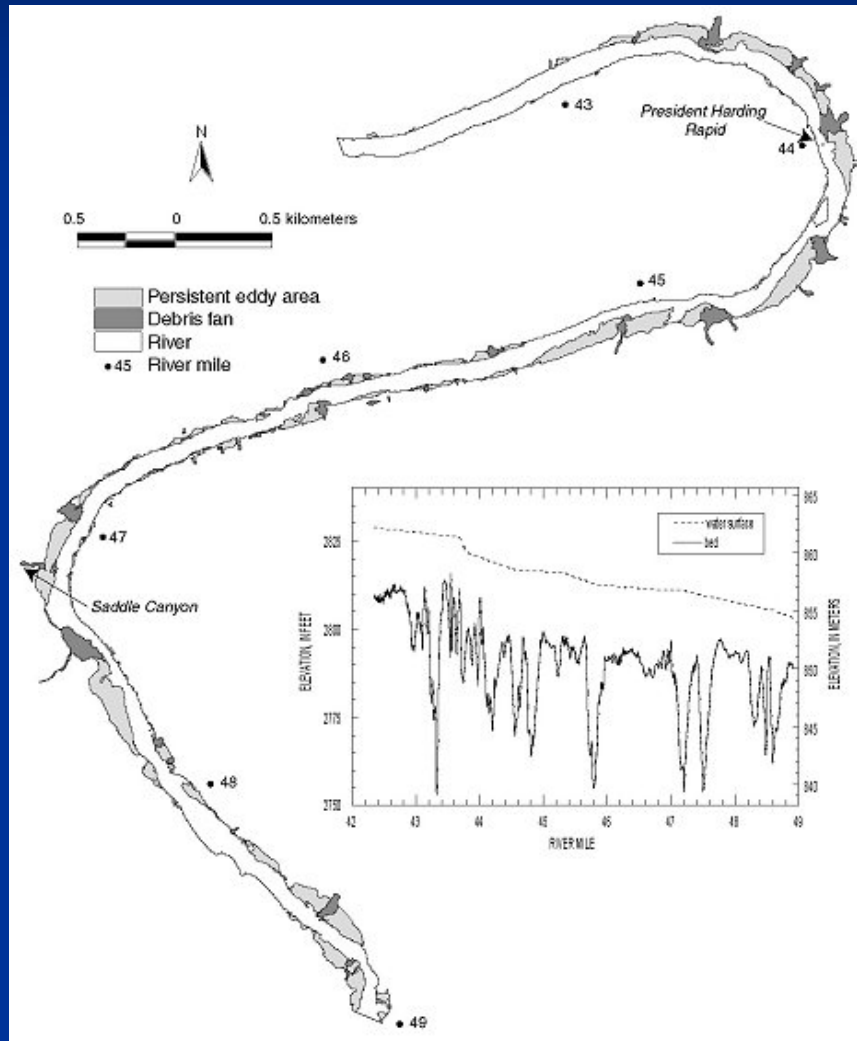 43
President Harding
Rapid
44
N
0.5 0 0.5 kilometers
45
Persistent eddy area
Debris fan
River
45 River mile
46
47
Saddle Canyon
48
49
water surface
bed
ELEVATION, IN FEET
2825
2800
2775
2750
ELEVATION, IN METERS
865
860
855
850
845
840
42 43 44 45 46 47 48 49
RIVER MILE